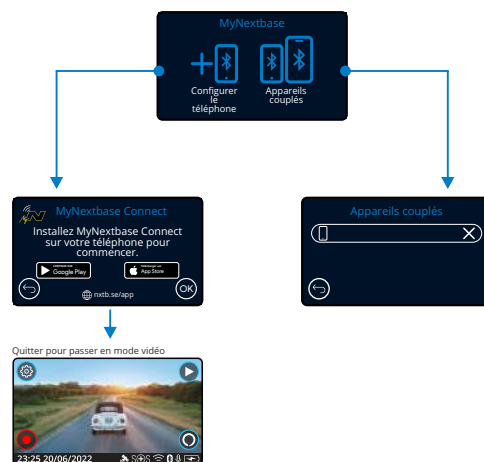 MyNextbase
Configurer
le
téléphone
Appareils
couplés
MyNextbase Connect
Installez MyNextbase Connect
sur votre téléphone pour
commencer.
Google Play
App Store
nxtb.se/app
OK
Appareils couplés
Quitter pour passer en mode vidéo
23:25 20/06/2022
SOS